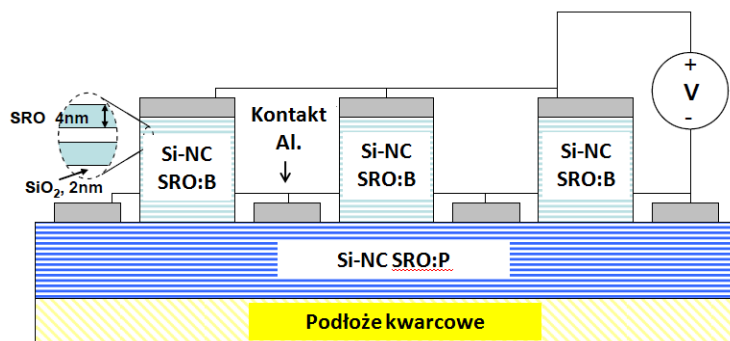 +
V
-
SRO 4nm
SiO₂, 2nm
Kontakt
Al.
Si-NC
SRO:B
Si-NC
SRO:B
Si-NC
SRO:B
Si-NC SRO:P
Podłoże kwarcowe